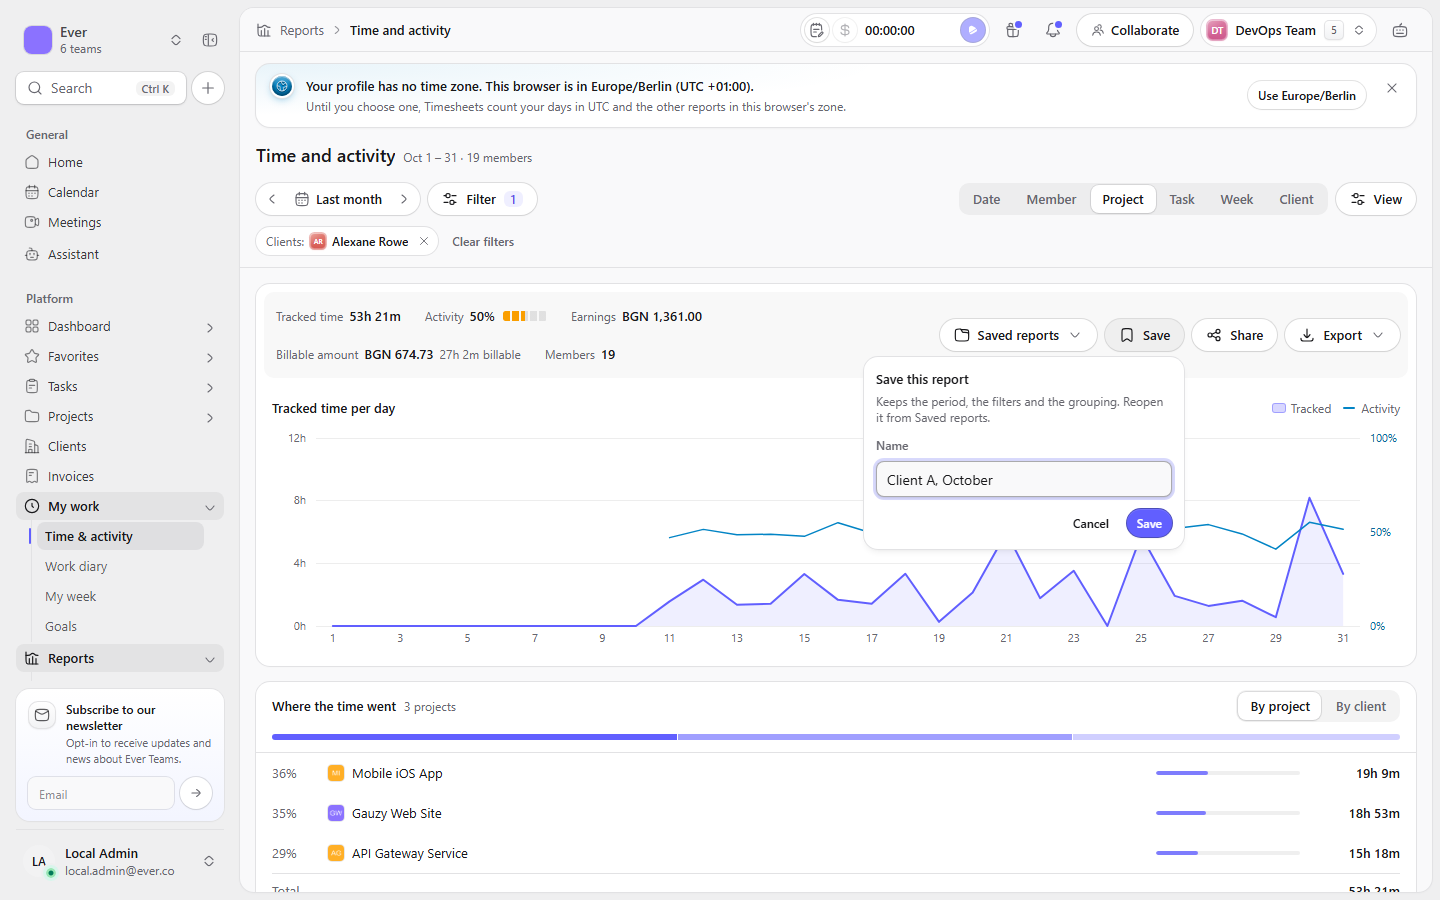 Ever
6 teams
Search
Ctrl K
General
Home
Calendar
Meetings
Assistant
Platform
Dashboard
Favorites
Tasks
Projects
Clients
Invoices
My work
Time & activity
Work diary
My week
Goals
Reports
Subscribe to our
newsletter
Opt-in to receive updates and
news about Ever Teams.
Email
LA
Local Admin
local.admin@ever.co
Reports
Time and activity
$
00:00:00
Collaborate
DT
DevOps Team
5
Your profile has no time zone. This browser is in Europe/Berlin (UTC +01:00).
Until you choose one, Timesheets count your days in UTC and the other reports in this browser's zone.
Use Europe/Berlin
Time and activity
Oct 1 – 31 · 19 members
Last month
Filter
1
Date
Member
Project
Task
Week
Client
View
Clients:
AR
Alexane Rowe
Clear filters
Tracked time 53h 21m
Activity 50%
Earnings BGN 1,361.00
Billable amount BGN 674.73 27h 2m billable
Members 19
Saved reports
Save
Share
Export
Save this report
Keeps the period, the filters and the grouping. Reopen
it from Saved reports.
Name
Client A, October
Cancel
Save
Tracked time per day
Tracked
Activity
12h
8h
4h
0h
100%
50%
0%
1 3 5 7 9 11 13 15 17 19 21 23 25 27 29 31
Where the time went
3 projects
By project
By client
36%
MI
Mobile iOS App
19h 9m
35%
GW
Gauzy Web Site
18h 53m
29%
AG
API Gateway Service
15h 18m
Total
53h 21m